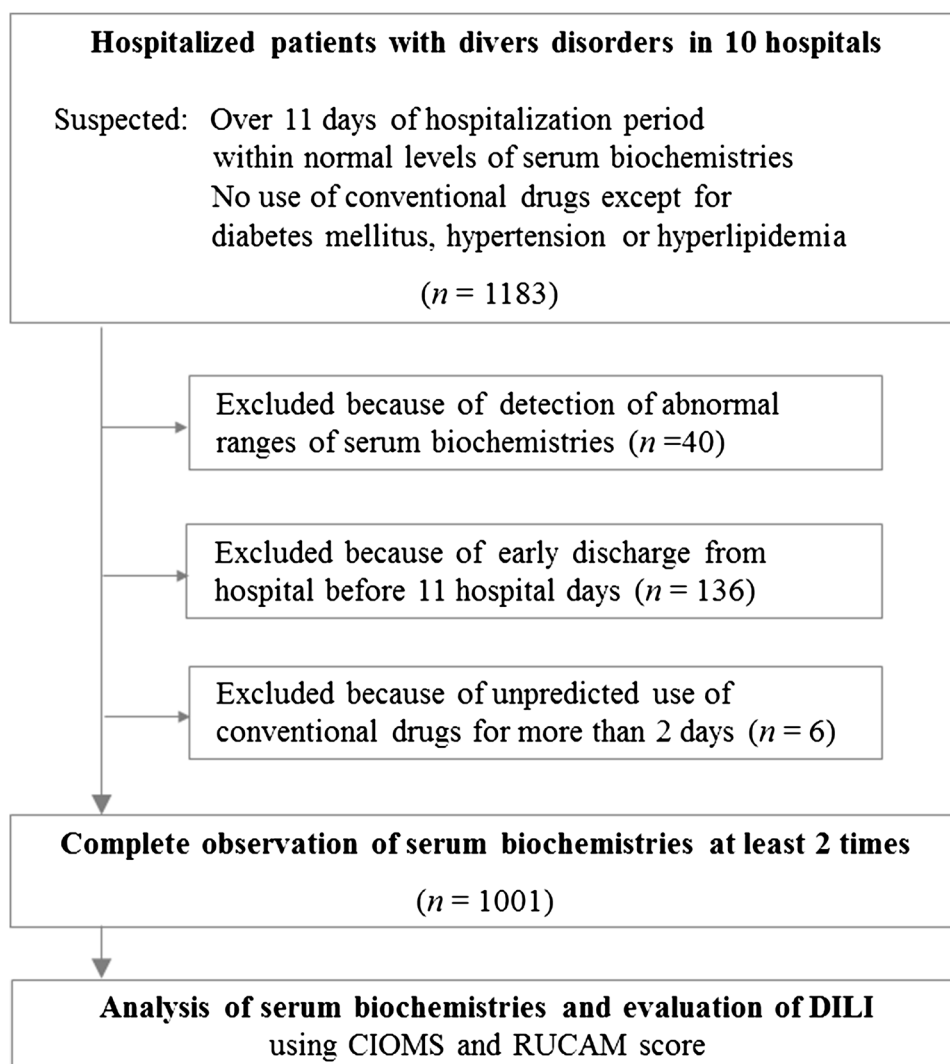 Hospitalized patients with divers disorders in 10 hospitals
Suspected: Over 11 days of hospitalization period
within normal levels of serum biochemistries
No use of conventional drugs except for
diabetes mellitus, hypertension or hyperlipidemia
(n = 1183)
Excluded because of detection of abnormal
ranges of serum biochemistries (n =40)
Excluded because of early discharge from
hospital before 11 hospital days (n = 136)
Excluded because of unpredicted use of
conventional drugs for more than 2 days (n = 6)
Complete observation of serum biochemistries at least 2 times
(n = 1001)
Analysis of serum biochemistries and evaluation of DILI
using CIOMS and RUCAM score